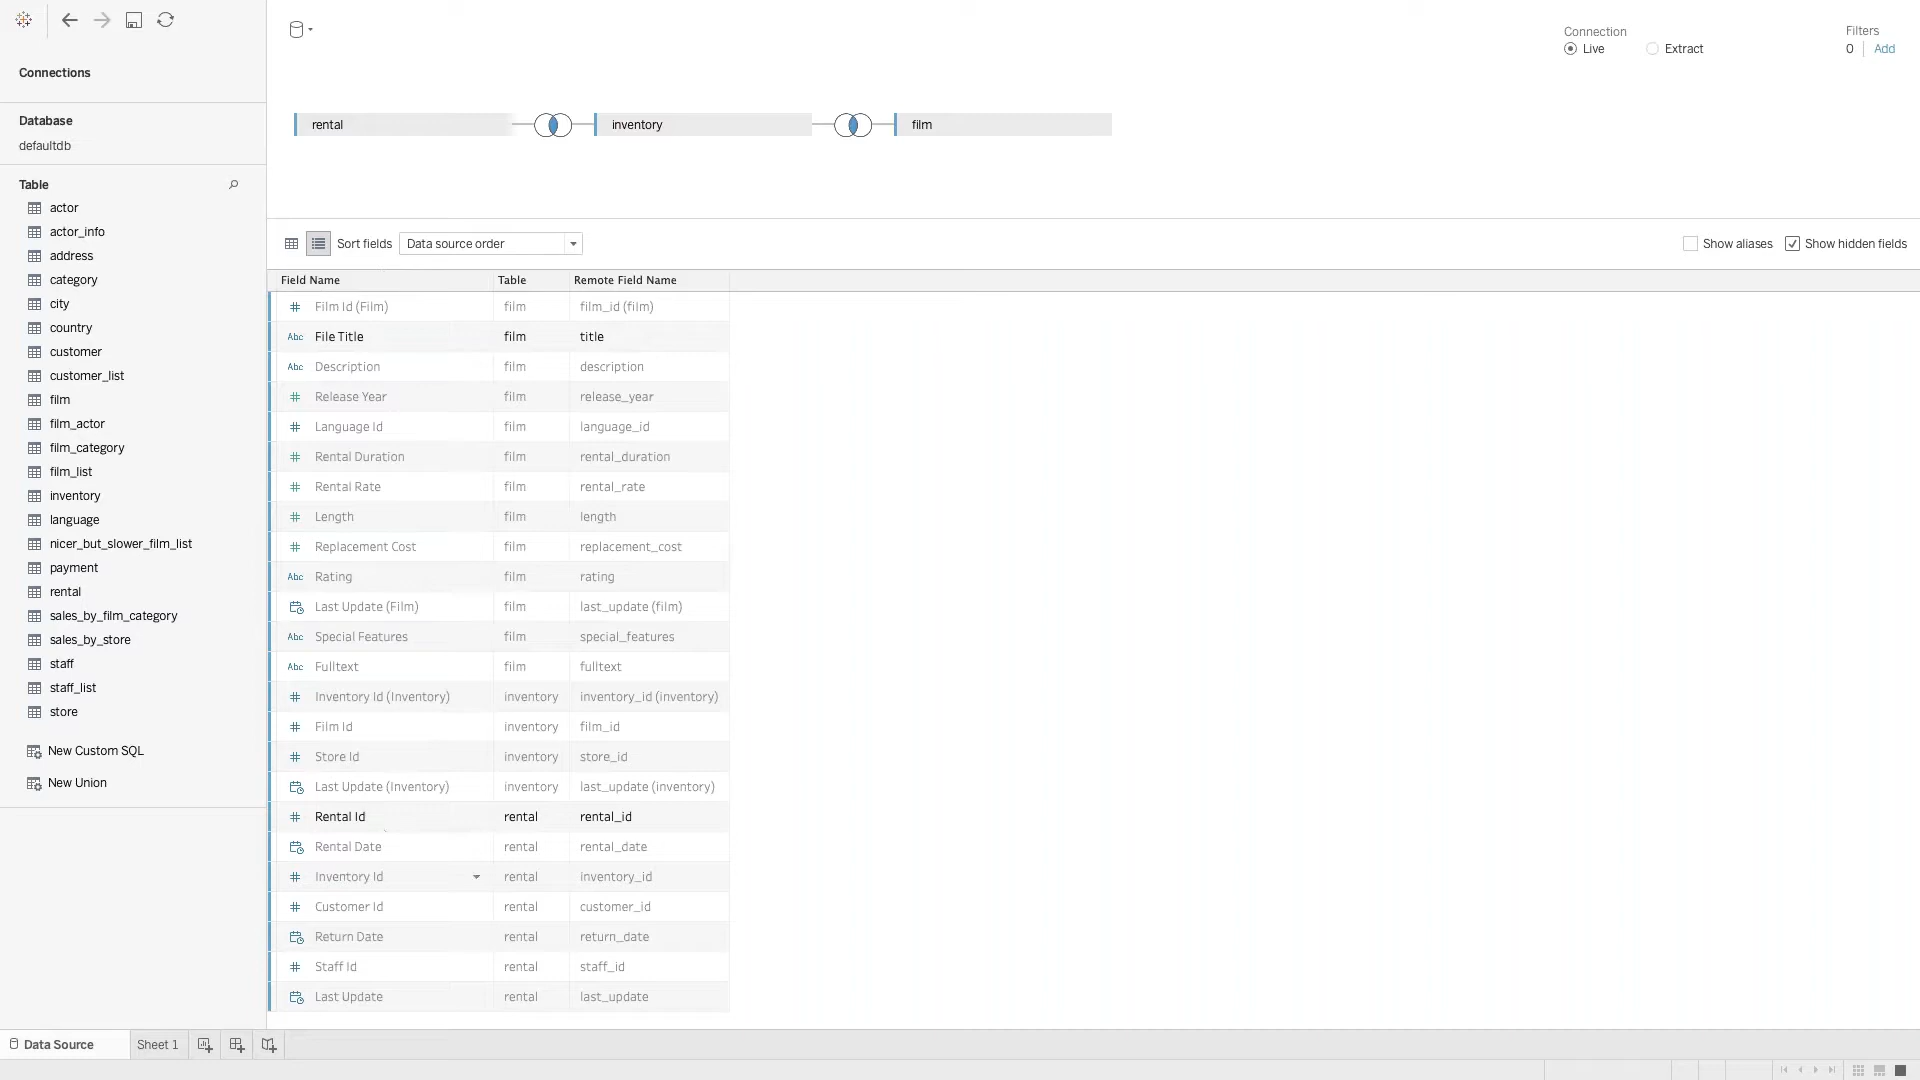 Connections
Database
defaultdb
Table
actor
actor_info
address
category
city
country
customer
customer_list
film
film_actor
film_category
film_list
inventory
language
nicer_but_slower_film_list
payment
rental
sales_by_film_category
sales_by_store
staff
staff_list
store
New Custom SQL
New Union
Connection
Live Extract
Filters
0 Add
rental inventory film
Sort fields Data source order Show aliases Show hidden fields
Field Name Table Remote Field Name
# Film Id (Film) film film_id (film)
Abc File Title film title
Abc Description film description
# Release Year film release_year
# Language Id film language_id
# Rental Duration film rental_duration
# Rental Rate film rental_rate
# Length film length
# Replacement Cost film replacement_cost
Abc Rating film rating
Last Update (Film) film last_update (film)
Abc Special Features film special_features
Abc Fulltext film fulltext
# Inventory Id (Inventory) inventory inventory_id (inventory)
# Film Id inventory film_id
# Store Id inventory store_id
Last Update (Inventory) inventory last_update (inventory)
# Rental Id rental rental_id
Rental Date rental rental_date
# Inventory Id rental inventory_id
# Customer Id rental customer_id
Return Date rental return_date
# Staff Id rental staff_id
Last Update rental last_update
Data Source Sheet 1